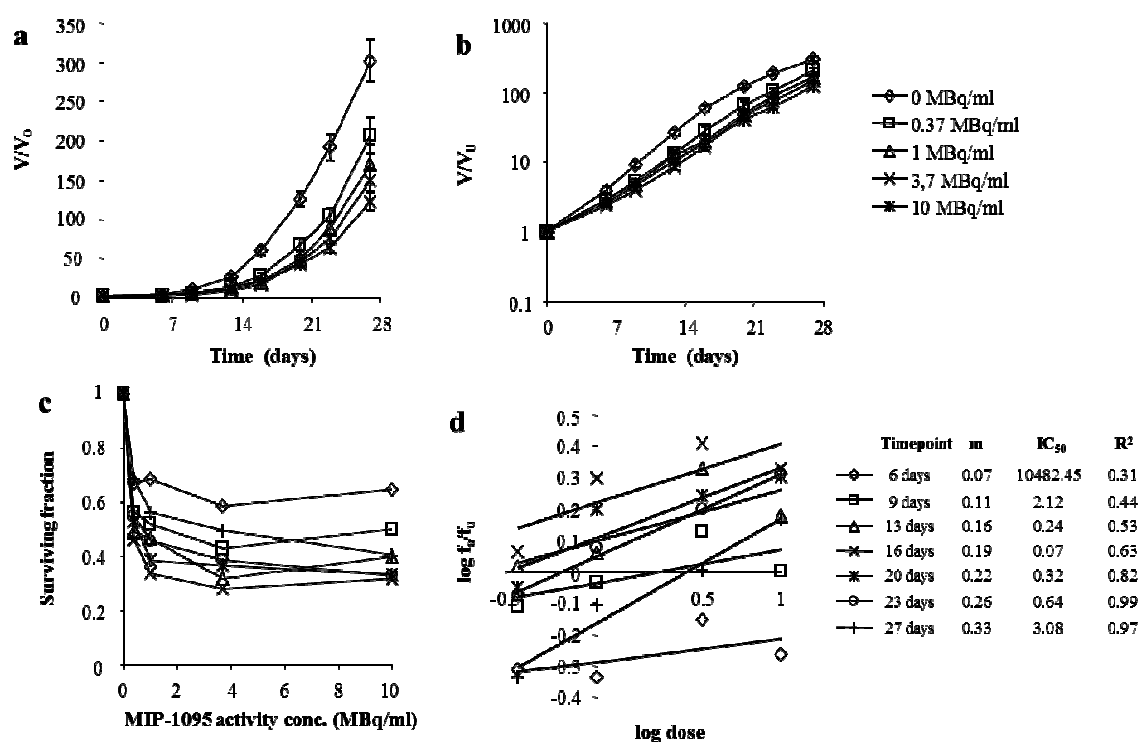 a
350
300
250
200
150
100
50
0
V/V₀
0 7 14 21 28
Time (days)
b
1000
100
10
1
0.1
0 7 14 21 28
Time (days)
0 MBq/ml
0.37 MBq/ml
1 MBq/ml
3,7 MBq/ml
10 MBq/ml
c
1
0.8
0.6
0.4
0.2
0
Surviving fraction
0 2 4 6 8 10
MIP-1095 activity conc. (MBq/ml)
d
0.5
0.4
0.3
0.2
0.1
0
-0.1
-0.2
-0.3
-0.4
0.5 1
log dose
Timepoint m IC₅₀ R²
6 days 0.07 10482.45 0.31
9 days 0.11 2.12 0.44
13 days 0.16 0.24 0.53
16 days 0.19 0.07 0.63
20 days 0.22 0.32 0.82
23 days 0.26 0.64 0.99
27 days 0.33 3.08 0.97